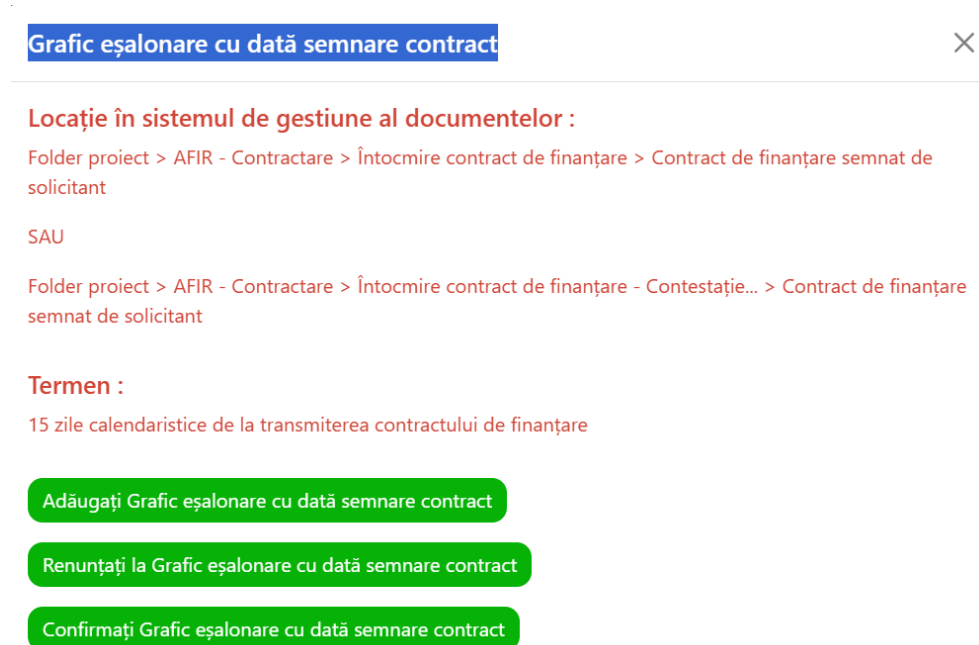 Grafic eșalonare cu dată semnare contract
Locație în sistemul de gestiune al documentelor :
Folder proiect > AFIR - Contractare > Întocmire contract de finanțare > Contract de finanțare semnat de
solicitant
SAU
Folder proiect > AFIR - Contractare > Întocmire contract de finanțare - Contestație... > Contract de finanțare
semnat de solicitant
Termen :
15 zile calendaristice de la transmiterea contractului de finanțare
Adăugați Grafic eșalonare cu dată semnare contract
Renunțați la Grafic eșalonare cu dată semnare contract
Confirmați Grafic eșalonare cu dată semnare contract